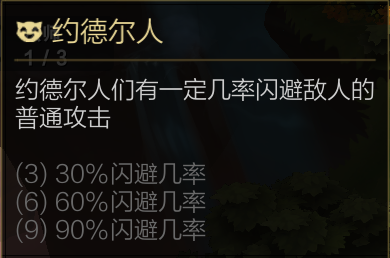 约德尔人
1 / 3
约德尔人们有一定几率闪避敌人的
普通攻击
(3) 30%闪避几率
(6) 60%闪避几率
(9) 90%闪避几率